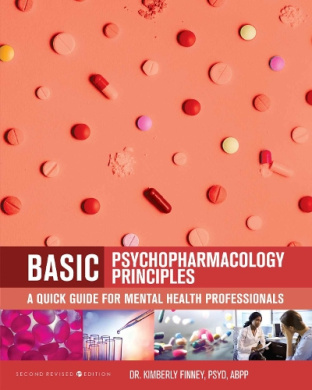 BASIC PSYCHOPHARMACOLOGY
PRINCIPLES
A QUICK GUIDE FOR MENTAL HEALTH PROFESSIONALS
SECOND REVISED EDITION
DR. KIMBERLY FINNEY, PSYD, ABPP